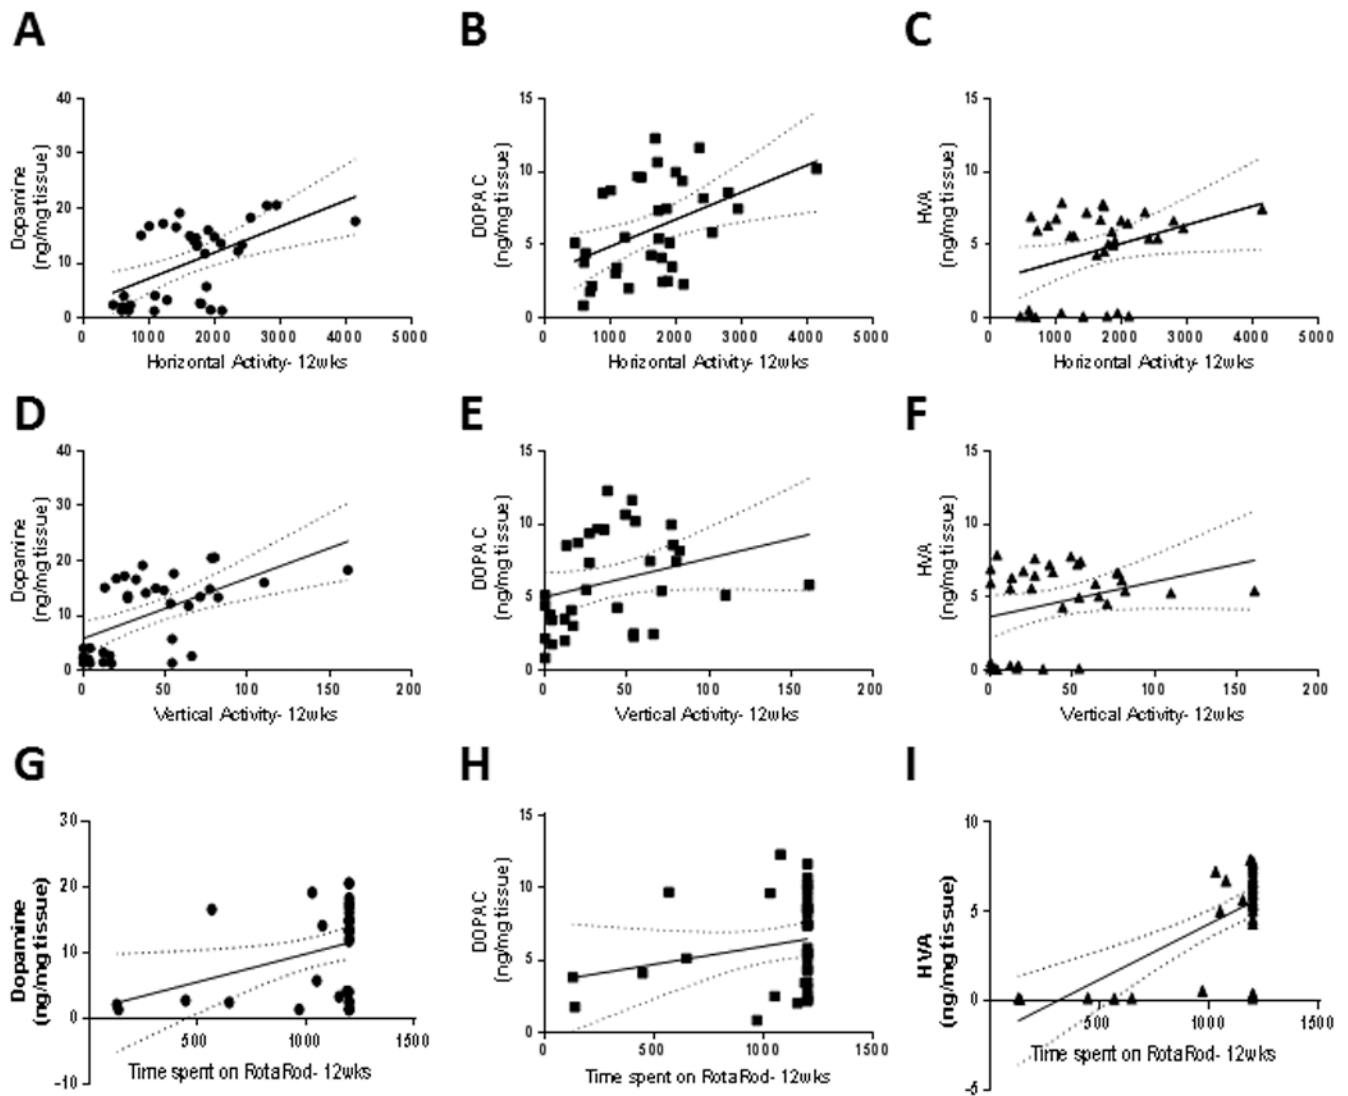 A
B
C
40
30
20
10
0
Dopamine
(ng/mg tissue)
0 1000 2000 3000 4000 5000
Horizontal Activity- 12wks
15
10
5
0
DOPAC
(ng/mg tissue)
0 1000 2000 3000 4000 5000
Horizontal Activity- 12wks
15
10
5
0
HVA
(ng/mg tissue)
0 1000 2000 3000 4000 5000
Horizontal Activity- 12wks
D
E
F
40
30
20
10
0
Dopamine
(ng/mg tissue)
0 50 100 150 200
Vertical Activity- 12wks
15
10
5
0
DOPAC
(ng/mg tissue)
0 50 100 150 200
Vertical Activity- 12wks
15
10
5
0
HVA
(ng/mg tissue)
0 50 100 150 200
Vertical Activity- 12wks
G
H
I
30
20
10
0
-10
Dopamine
(ng/mg tissue)
500 1000 1500
Time spent on RotaRod- 12wks
15
10
5
0
DOPAC
(ng/mg tissue)
0 500 1000 1500
Time spent on RotaRod- 12wks
10
5
0
-5
HVA
(ng/mg tissue)
500 1000 1500
Time spent on RotaRod- 12wks